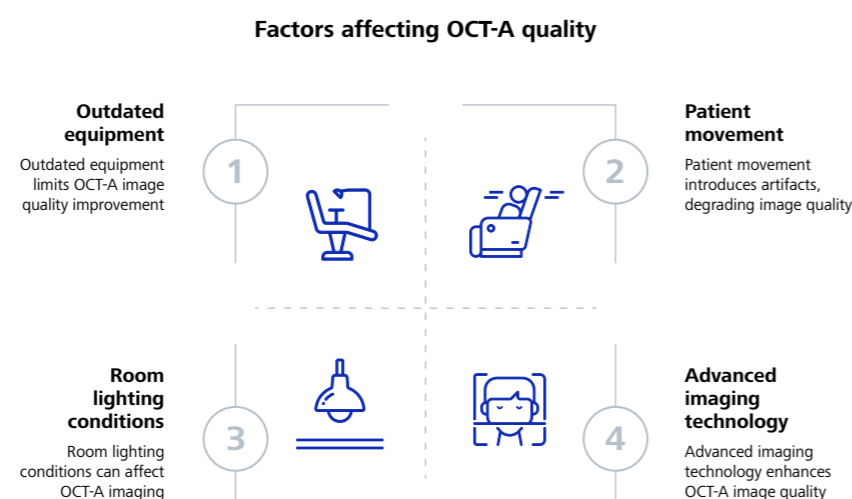 Factors affecting OCT-A quality
Outdated
equipment
Outdated equipment
limits OCT-A image
quality improvement
1
2
Patient
movement
Patient movement
introduces artifacts,
degrading image quality
Room
lighting
conditions
Room lighting
conditions can affect
OCT-A imaging
3
4
Advanced
imaging
technology
Advanced imaging
technology enhances
OCT-A image quality